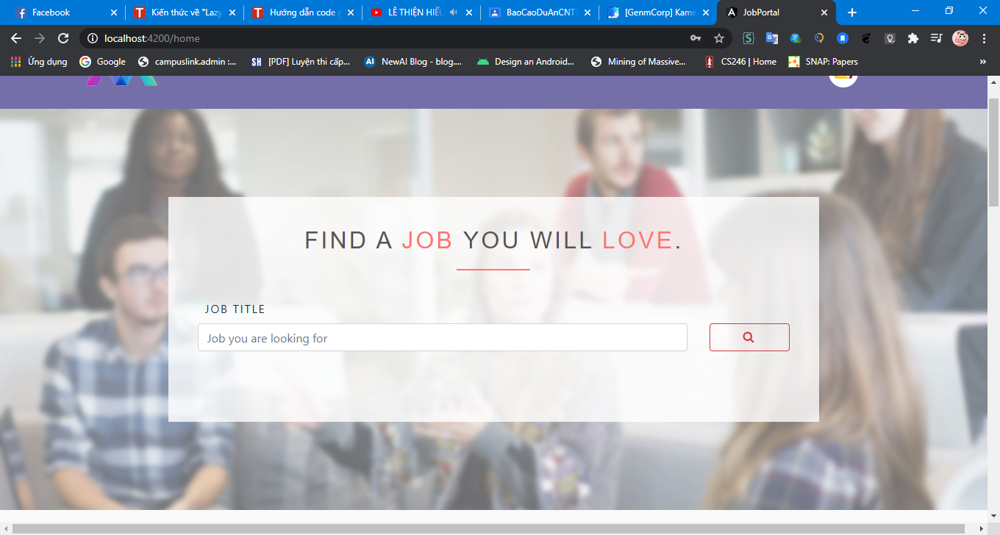 Facebook
Kiến thức về "Lazy
Hướng dẫn code g
LÊ THIỆN HIẾU
BaoCaoDuAnCNT
[GenmCorp] Kame
JobPortal
localhost:4200/home
Ứng dụng
Google
campuslink.admin :...
SH
[PDF] Luyện thi cấp...
AI
NewAI Blog - blog....
Design an Android...
Mining of Massive...
CS246 | Home
SNAP: Papers
»
FIND A JOB YOU WILL LOVE.
JOB TITLE
Job you are looking for